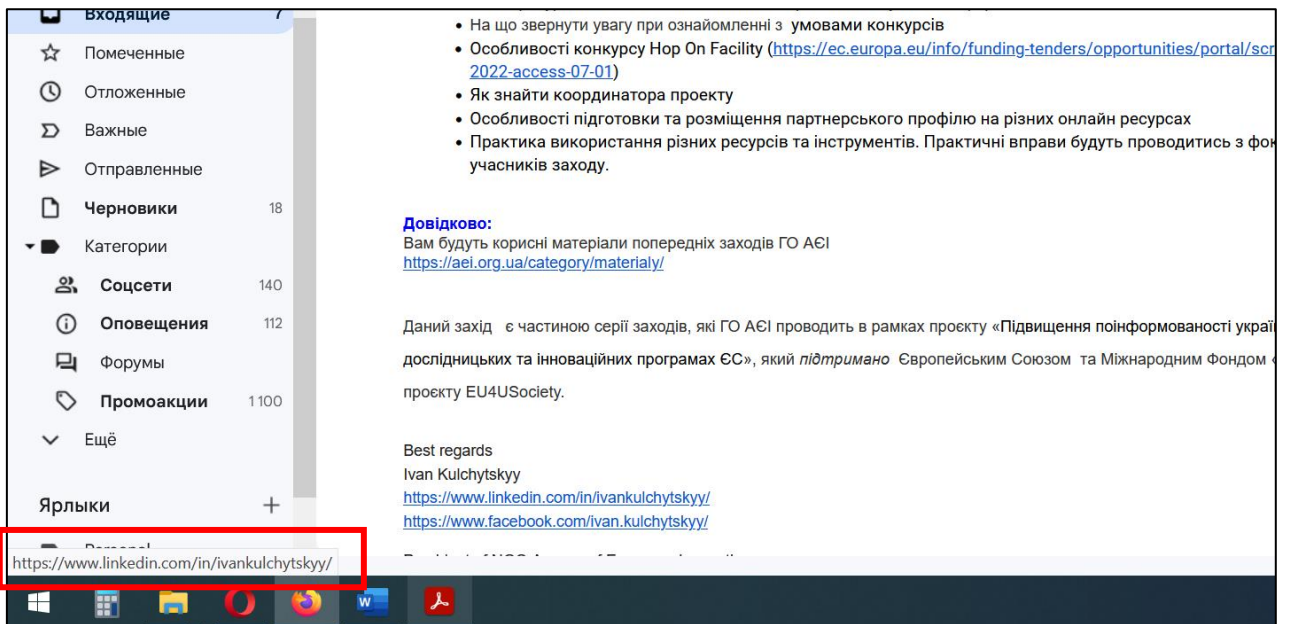 Входящие 7
Помеченные
Отложенные
Важные
Отправленные
Черновики 18
Категории
Соцсети 140
Оповещения 112
Форумы
Промоакции 1 100
Ещё
Ярлыки +
https://www.linkedin.com/in/ivankulchytskyy/
• На що звернути увагу при ознайомленні з умовами конкурсів
• Особливості конкурсу Hop On Facility (https://ec.europa.eu/info/funding-tenders/opportunities/portal/scr
2022-access-07-01)
• Як знайти координатора проекту
• Особливості підготовки та розміщення партнерського профілю на різних онлайн ресурсах
• Практика використання різних ресурсів та інструментів. Практичні вправи будуть проводитись з фок
учасників заходу.
Довідково:
Вам будуть корисні матеріали попередніх заходів ГО АЄІ
https://aei.org.ua/category/materialy/
Даний захід є частиною серії заходів, які ГО АЄІ проводить в рамках проєкту «Підвищення поінформованості украї
дослідницьких та інноваційних програмах ЄС», який підтримано Європейським Союзом та Міжнародним Фондом «
проєкту EU4USociety.
Best regards
Ivan Kulchytskyy
https://www.linkedin.com/in/ivankulchytskyy/
https://www.facebook.com/ivan.kulchytskyy/
W